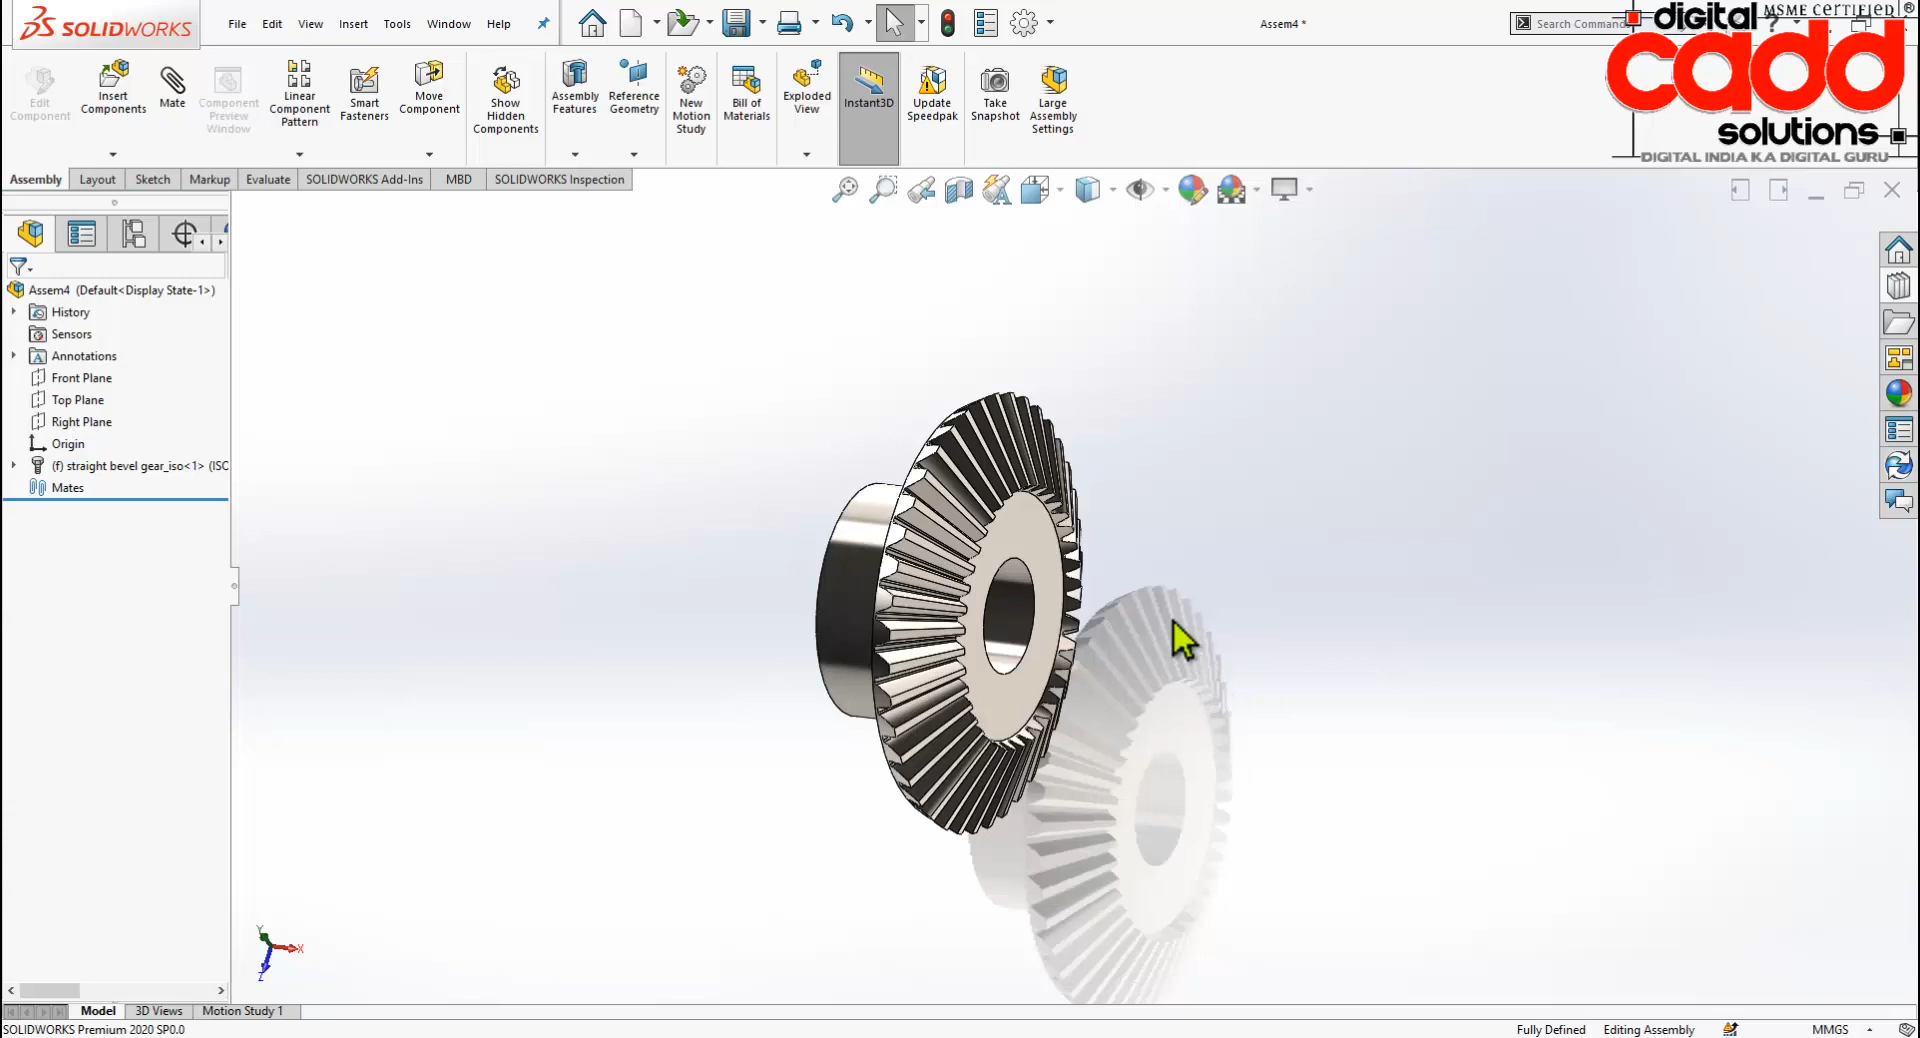 SOLIDWORKS
File Edit View Insert Tools Window Help
Assem4 *
Search Command
digital
MSME CERTIFIED ®
cadd
solutions
DIGITAL INDIA KA DIGITAL GURU
Edit
Component
Insert
Components
Mate
Component
Preview
Window
Linear
Component
Pattern
Smart
Fasteners
Move
Component
Show
Hidden
Components
Assembly
Features
Reference
Geometry
New
Motion
Study
Bill of
Materials
Exploded
View
Instant3D
Update
Speedpak
Take
Snapshot
Large
Assembly
Settings
Assembly Layout Sketch Markup Evaluate SOLIDWORKS Add-Ins MBD SOLIDWORKS Inspection
Assem4 (Default<Display State-1>)
History
Sensors
Annotations
Front Plane
Top Plane
Right Plane
Origin
(f) straight bevel gear_iso<1> (ISC
Mates
Y
X
Z
Model 3D Views Motion Study 1
SOLIDWORKS Premium 2020 SP0.0
Fully Defined Editing Assembly MMGS